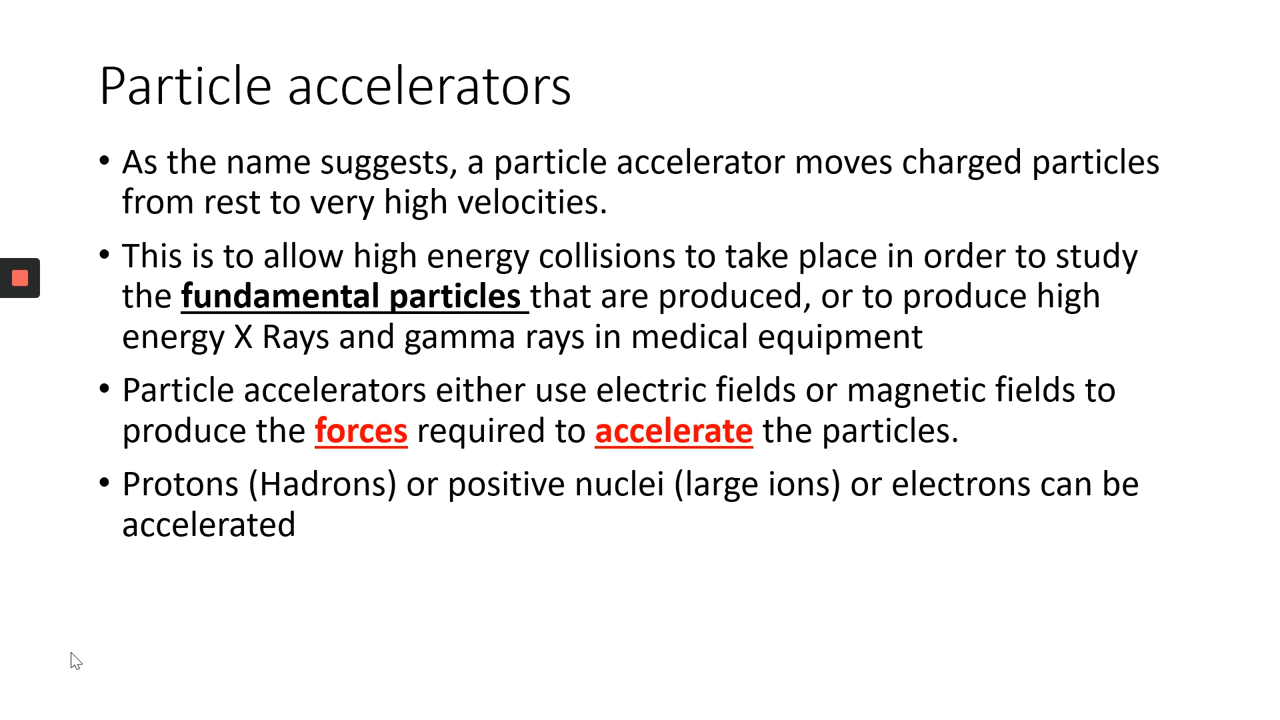 Particle accelerators
• As the name suggests, a particle accelerator moves charged particles
from rest to very high velocities.
• This is to allow high energy collisions to take place in order to study
the fundamental particles that are produced, or to produce high
energy X Rays and gamma rays in medical equipment
• Particle accelerators either use electric fields or magnetic fields to
produce the forces required to accelerate the particles.
• Protons (Hadrons) or positive nuclei (large ions) or electrons can be
accelerated